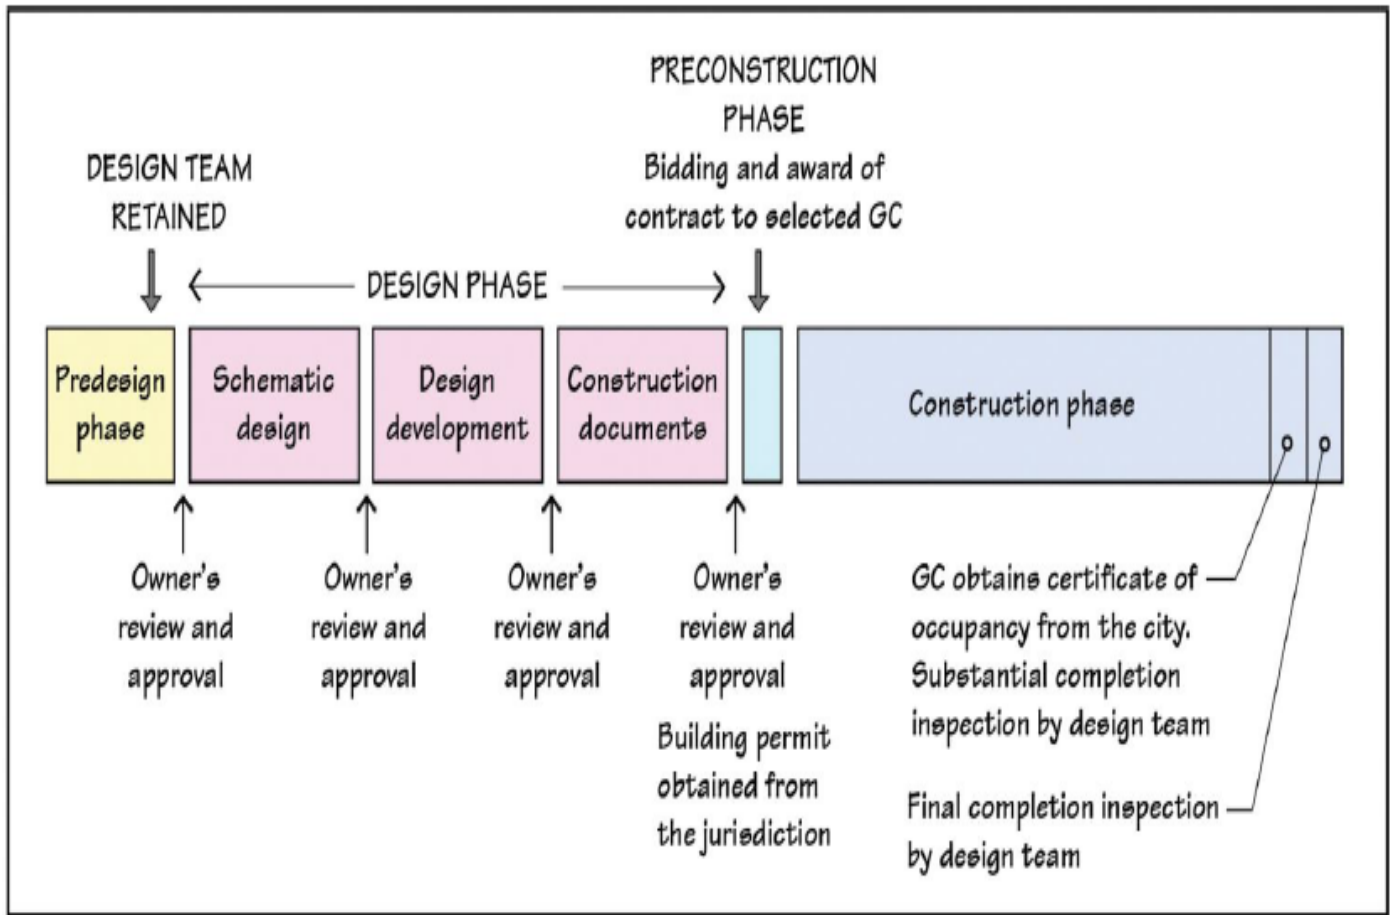 PRECONSTRUCTION
PHASE
Bidding and award of
contract to selected GC
DESIGN TEAM
RETAINED
DESIGN PHASE
Predesign
phase
Schematic
design
Design
development
Construction
documents
Construction phase
Owner's
review and
approval
Owner's
review and
approval
Owner's
review and
approval
Owner's
review and
approval
Building permit
obtained from
the jurisdiction
GC obtains certificate of
occupancy from the city.
Substantial completion
inspection by design team
Final completion inspection
by design team